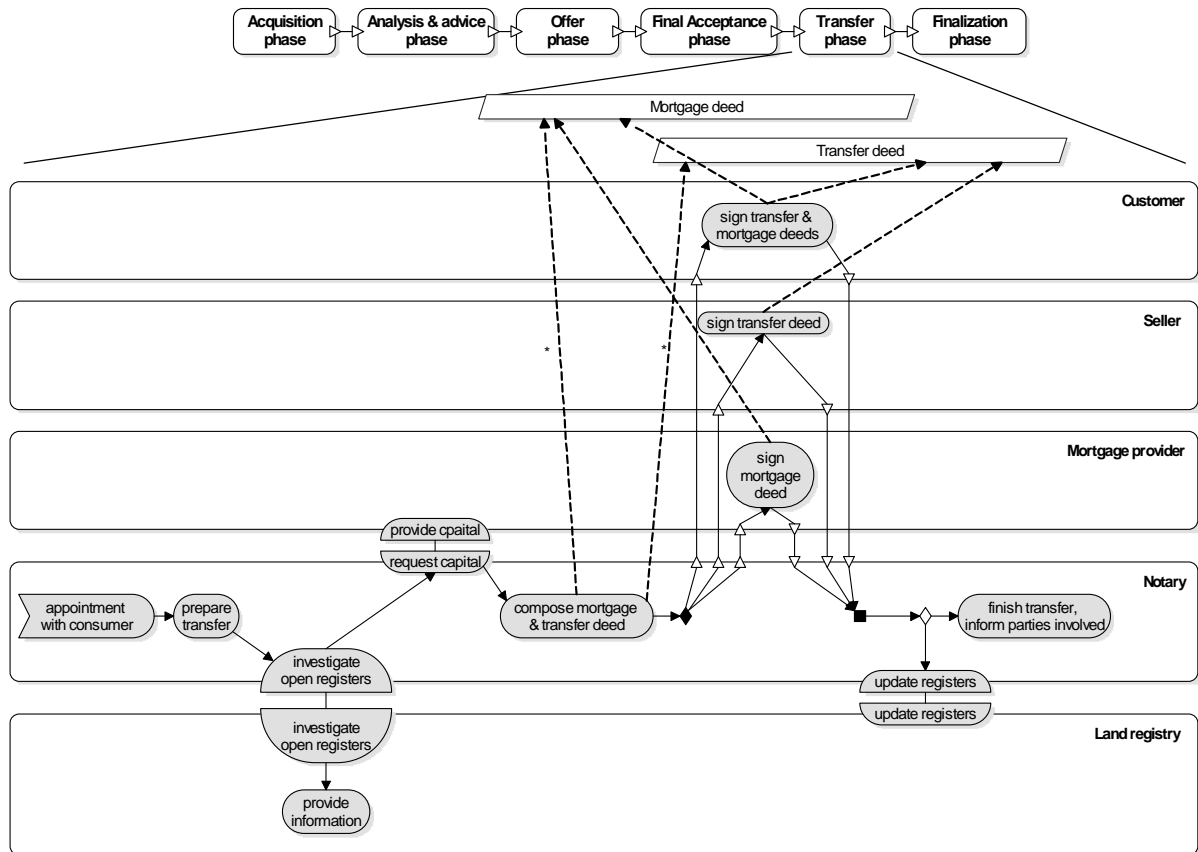 Acquisition
phase
Analysis & advice
phase
Offer
phase
Final Acceptance
phase
Transfer
phase
Finalization
phase
Mortgage deed
Transfer deed
Customer
sign transfer &
mortgage deeds
Seller
sign transfer deed
*
*
Mortgage provider
sign
mortgage
deed
provide cpaital
request capital
Notary
appointment
with consumer
prepare
transfer
compose mortgage
& transfer deed
finish transfer,
inform parties involved
investigate
open registers
update registers
update registers
Land registry
investigate
open registers
provide
information